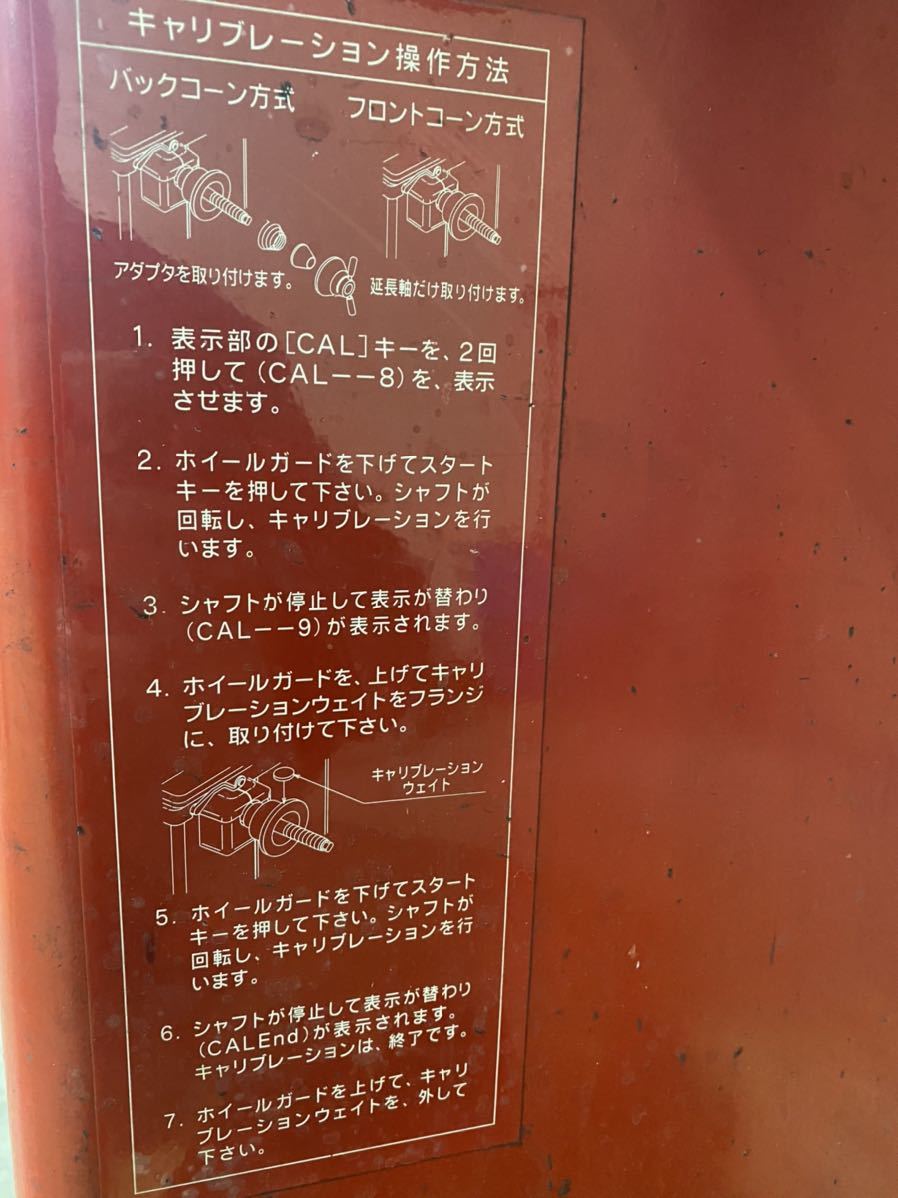 キャリブレーション操作方法
バックコーン方式
フロントコーン方式
アダプタを取り付けます。
延長軸だけ取り付けます。
1. 表示部の[CAL]キーを、2回
押して(CALーー8)を、表示
させます。
2. ホイールガードを下げてスタート
キーを押して下さい。シャフトが
回転し、キャリブレーションを行
います。
3. シャフトが停止して表示が替わり
(CALーー9)が表示されます。
4. ホイールガードを、上げてキャリ
ブレーションウェイトをフランジ
に、取り付けて下さい。
キャリブレーション
ウェイト
5. ホイールガードを下げてスタート
キーを押して下さい。シャフトが
回転し、キャリブレーションを行
います。
6. シャフトが停止して表示が替わり
(CALEnd)が表示されます。
キャリブレーションは、終了です。
7. ホイールガードを上げて、キャリ
ブレーションウェイトを、外して
下さい。